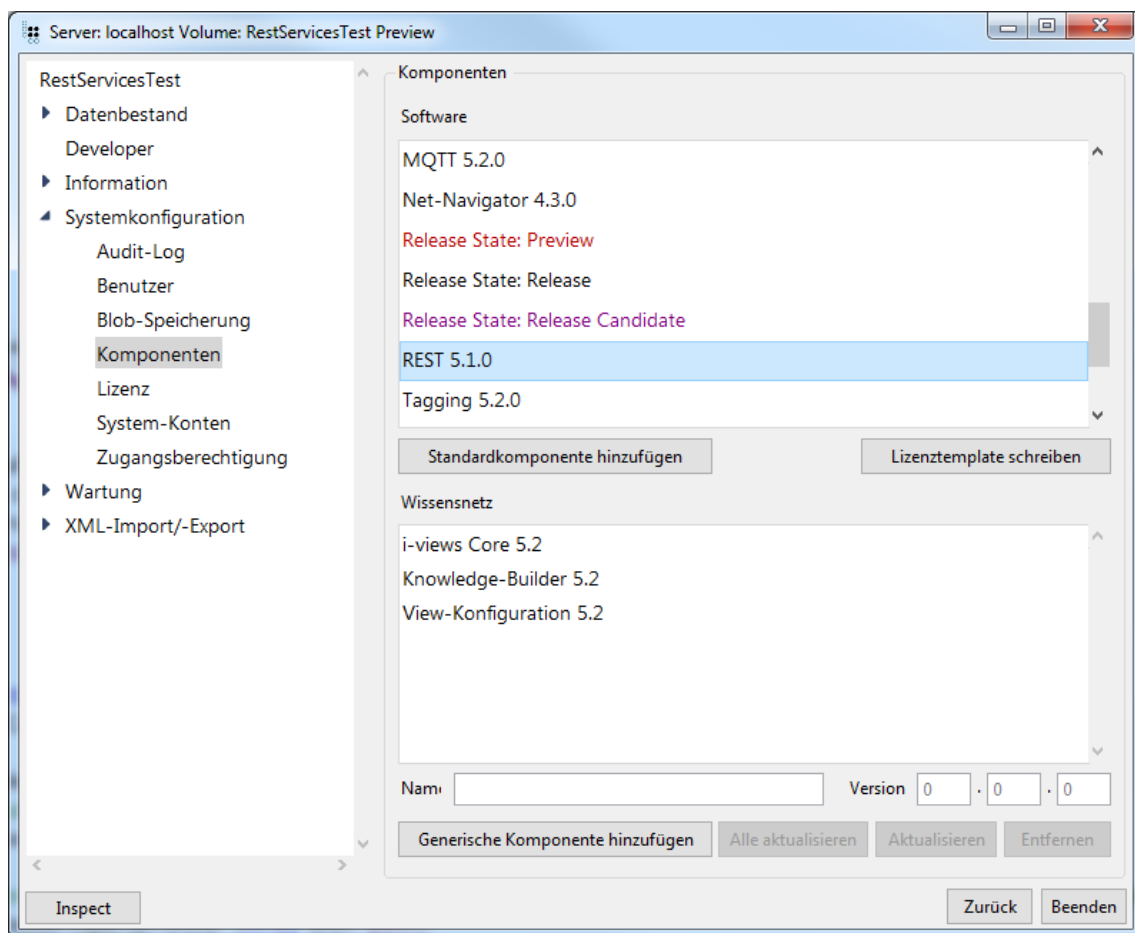 Server: localhost Volume: RestServicesTest Preview
RestServicesTest
Datenbestand
Developer
Information
Systemkonfiguration
Audit-Log
Benutzer
Blob-Speicherung
Komponenten
Lizenz
System-Konten
Zugangsberechtigung
Wartung
XML-Import/-Export
Komponenten
Software
MQTT 5.2.0
Net-Navigator 4.3.0
Release State: Preview
Release State: Release
Release State: Release Candidate
REST 5.1.0
Tagging 5.2.0
Standardkomponente hinzufügen Lizenztemplate schreiben
Wissensnetz
i-views Core 5.2
Knowledge-Builder 5.2
View-Konfiguration 5.2
Name Version 0 . 0 . 0
Generische Komponente hinzufügen Alle aktualisieren Aktualisieren Entfernen
Inspect Zurück Beenden